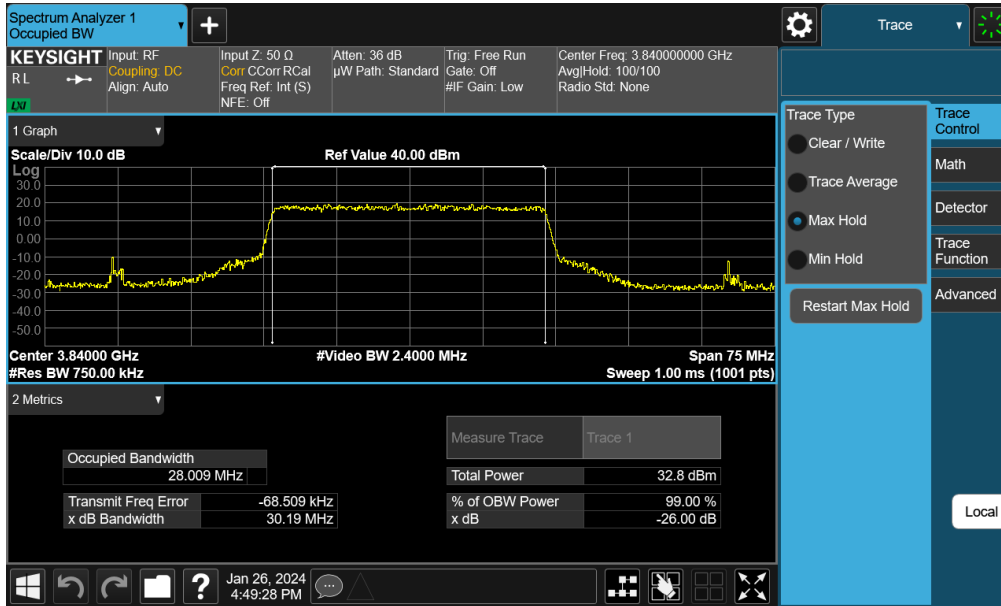 Spectrum Analyzer 1
Occupied BW
Trace
KEYSIGHT
R L
LXI
Input: RF
Coupling: DC
Align: Auto
Input Z: 50 Ω
Corr CCorr RCal
Freq Ref: Int (S)
NFE: Off
Atten: 36 dB
µW Path: Standard
Trig: Free Run
Gate: Off
#IF Gain: Low
Center Freq: 3.840000000 GHz
Avg|Hold: 100/100
Radio Std: None
1 Graph
Scale/Div 10.0 dB
Ref Value 40.00 dBm
Log
30.0
20.0
10.0
0.00
-10.0
-20.0
-30.0
-40.0
-50.0
Center 3.84000 GHz
#Video BW 2.4000 MHz
Span 75 MHz
#Res BW 750.00 kHz
Sweep 1.00 ms (1001 pts)
2 Metrics
Measure Trace
Trace 1
Occupied Bandwidth
28.009 MHz
Total Power
32.8 dBm
Transmit Freq Error
-68.509 kHz
% of OBW Power
99.00 %
x dB Bandwidth
30.19 MHz
x dB
-26.00 dB
Trace Type
Clear / Write
Trace Average
Max Hold
Min Hold
Restart Max Hold
Trace
Control
Math
Detector
Trace
Function
Advanced
Local
?
Jan 26, 2024
4:49:28 PM